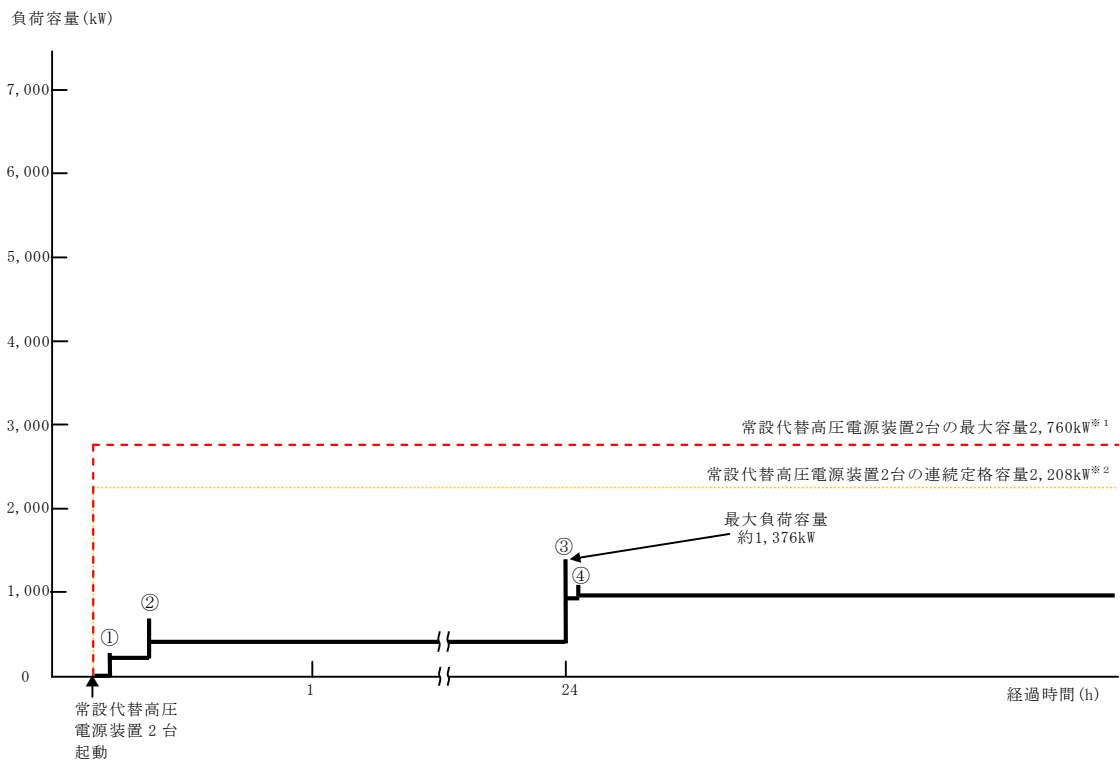 負荷容量(kW)
7,000
6,000
5,000
4,000
3,000
常設代替高圧電源装置2台の最大容量2,760kW※1
常設代替高圧電源装置2台の連続定格容量2,208kW※2
2,000
最大負荷容量
約1,376kW
③
④
1,000
②
①
0
1
24
経過時間(h)
常設代替高圧
電源装置2台
起動